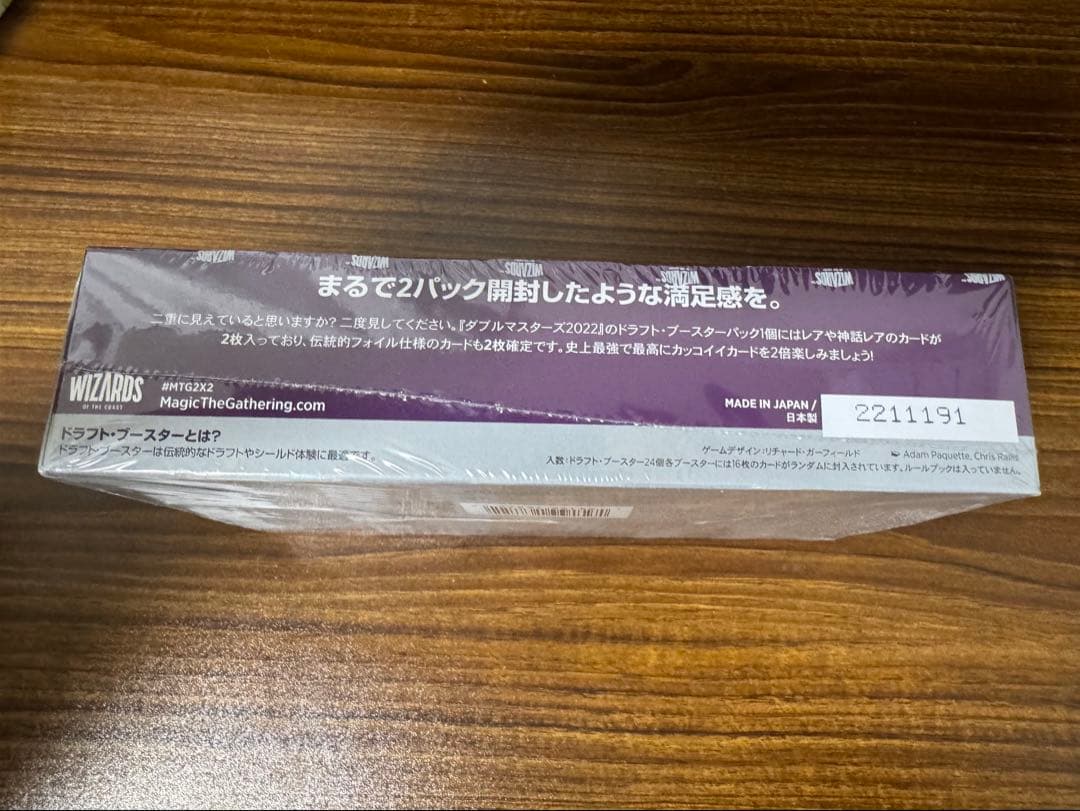 WIZARDS WIZARDS WIZARDS WIZARDS WIZARDS
まるで2パック開封したような満足感を。
二重に見えていると思いますか? 二度見してください。『ダブルマスターズ2022』のドラフト・ブースターパック1個にはレアや神話レアのカードが
2枚入っており、伝統的フォイル仕様のカードも2枚確定です。史上最強で最高にカッコイイカードを2倍楽しみましょう!
WIZARDS
OF THE COAST
#MTG2X2
MagicTheGathering.com
MADE IN JAPAN /
日本製
2211191
ドラフト・ブースターとは?
ドラフト・ブースターは伝統的なドラフトやシールド体験に最適です。
ゲームデザイン:リチャード・ガーフィールド
Adam Paquette, Chris Rallis
入数:ドラフト・ブースター24個各ブースターには16枚のカードがランダムに封入されています。ルールブックは入っていません。